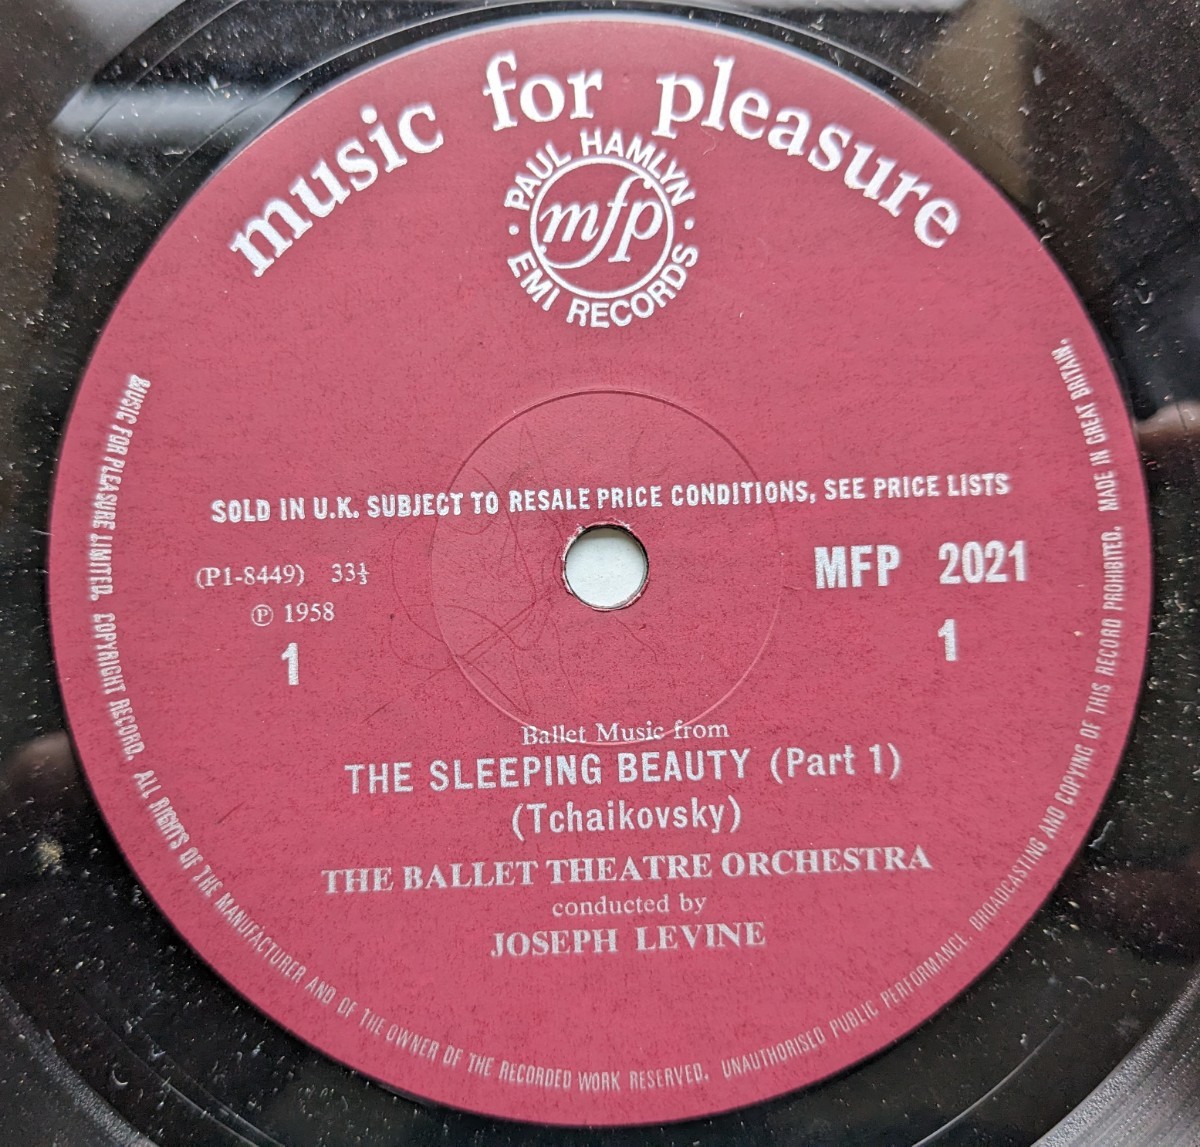 music for pleasure
PAUL HAMLYN
mfp
· EMI RECORDS ·
SOLD IN U.K. SUBJECT TO RESALE PRICE CONDITIONS, SEE PRICE LISTS
(P1-8449) 33⅓
℗ 1958
1
MFP 2021
1
Ballet Music from
THE SLEEPING BEAUTY (Part 1)
(Tchaikovsky)
THE BALLET THEATRE ORCHESTRA
conducted by
JOSEPH LEVINE
MUSIC FOR PLEASURE LIMITED. COPYRIGHT RECORD. ALL RIGHTS OF THE MANUFACTURER AND OF THE OWNER OF THE RECORDED WORK RESERVED. UNAUTHORISED PUBLIC PERFORMANCE. BROADCASTING AND COPYING OF THIS RECORD PROHIBITED. MADE IN GREAT BRITAIN.